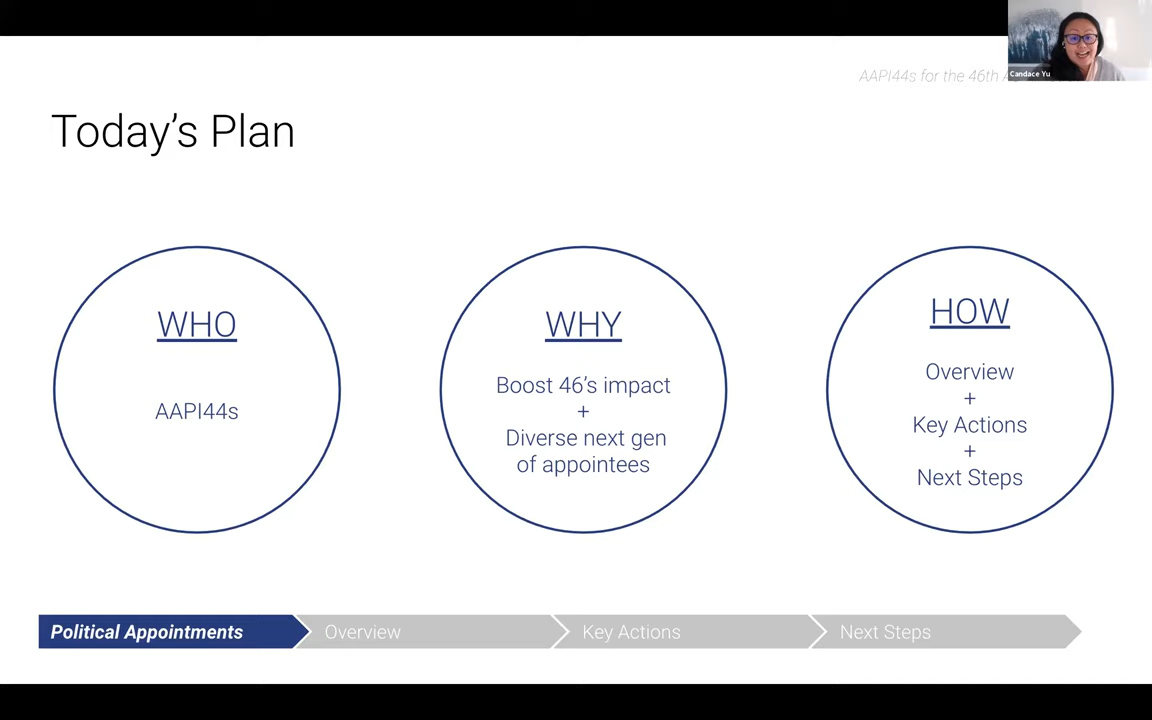 AAPI44s for the 46th
Candace Yu
Today's Plan
WHO
AAPI44s
WHY
Boost 46's impact
+
Diverse next gen
of appointees
HOW
Overview
+
Key Actions
+
Next Steps
Political Appointments
Overview
Key Actions
Next Steps